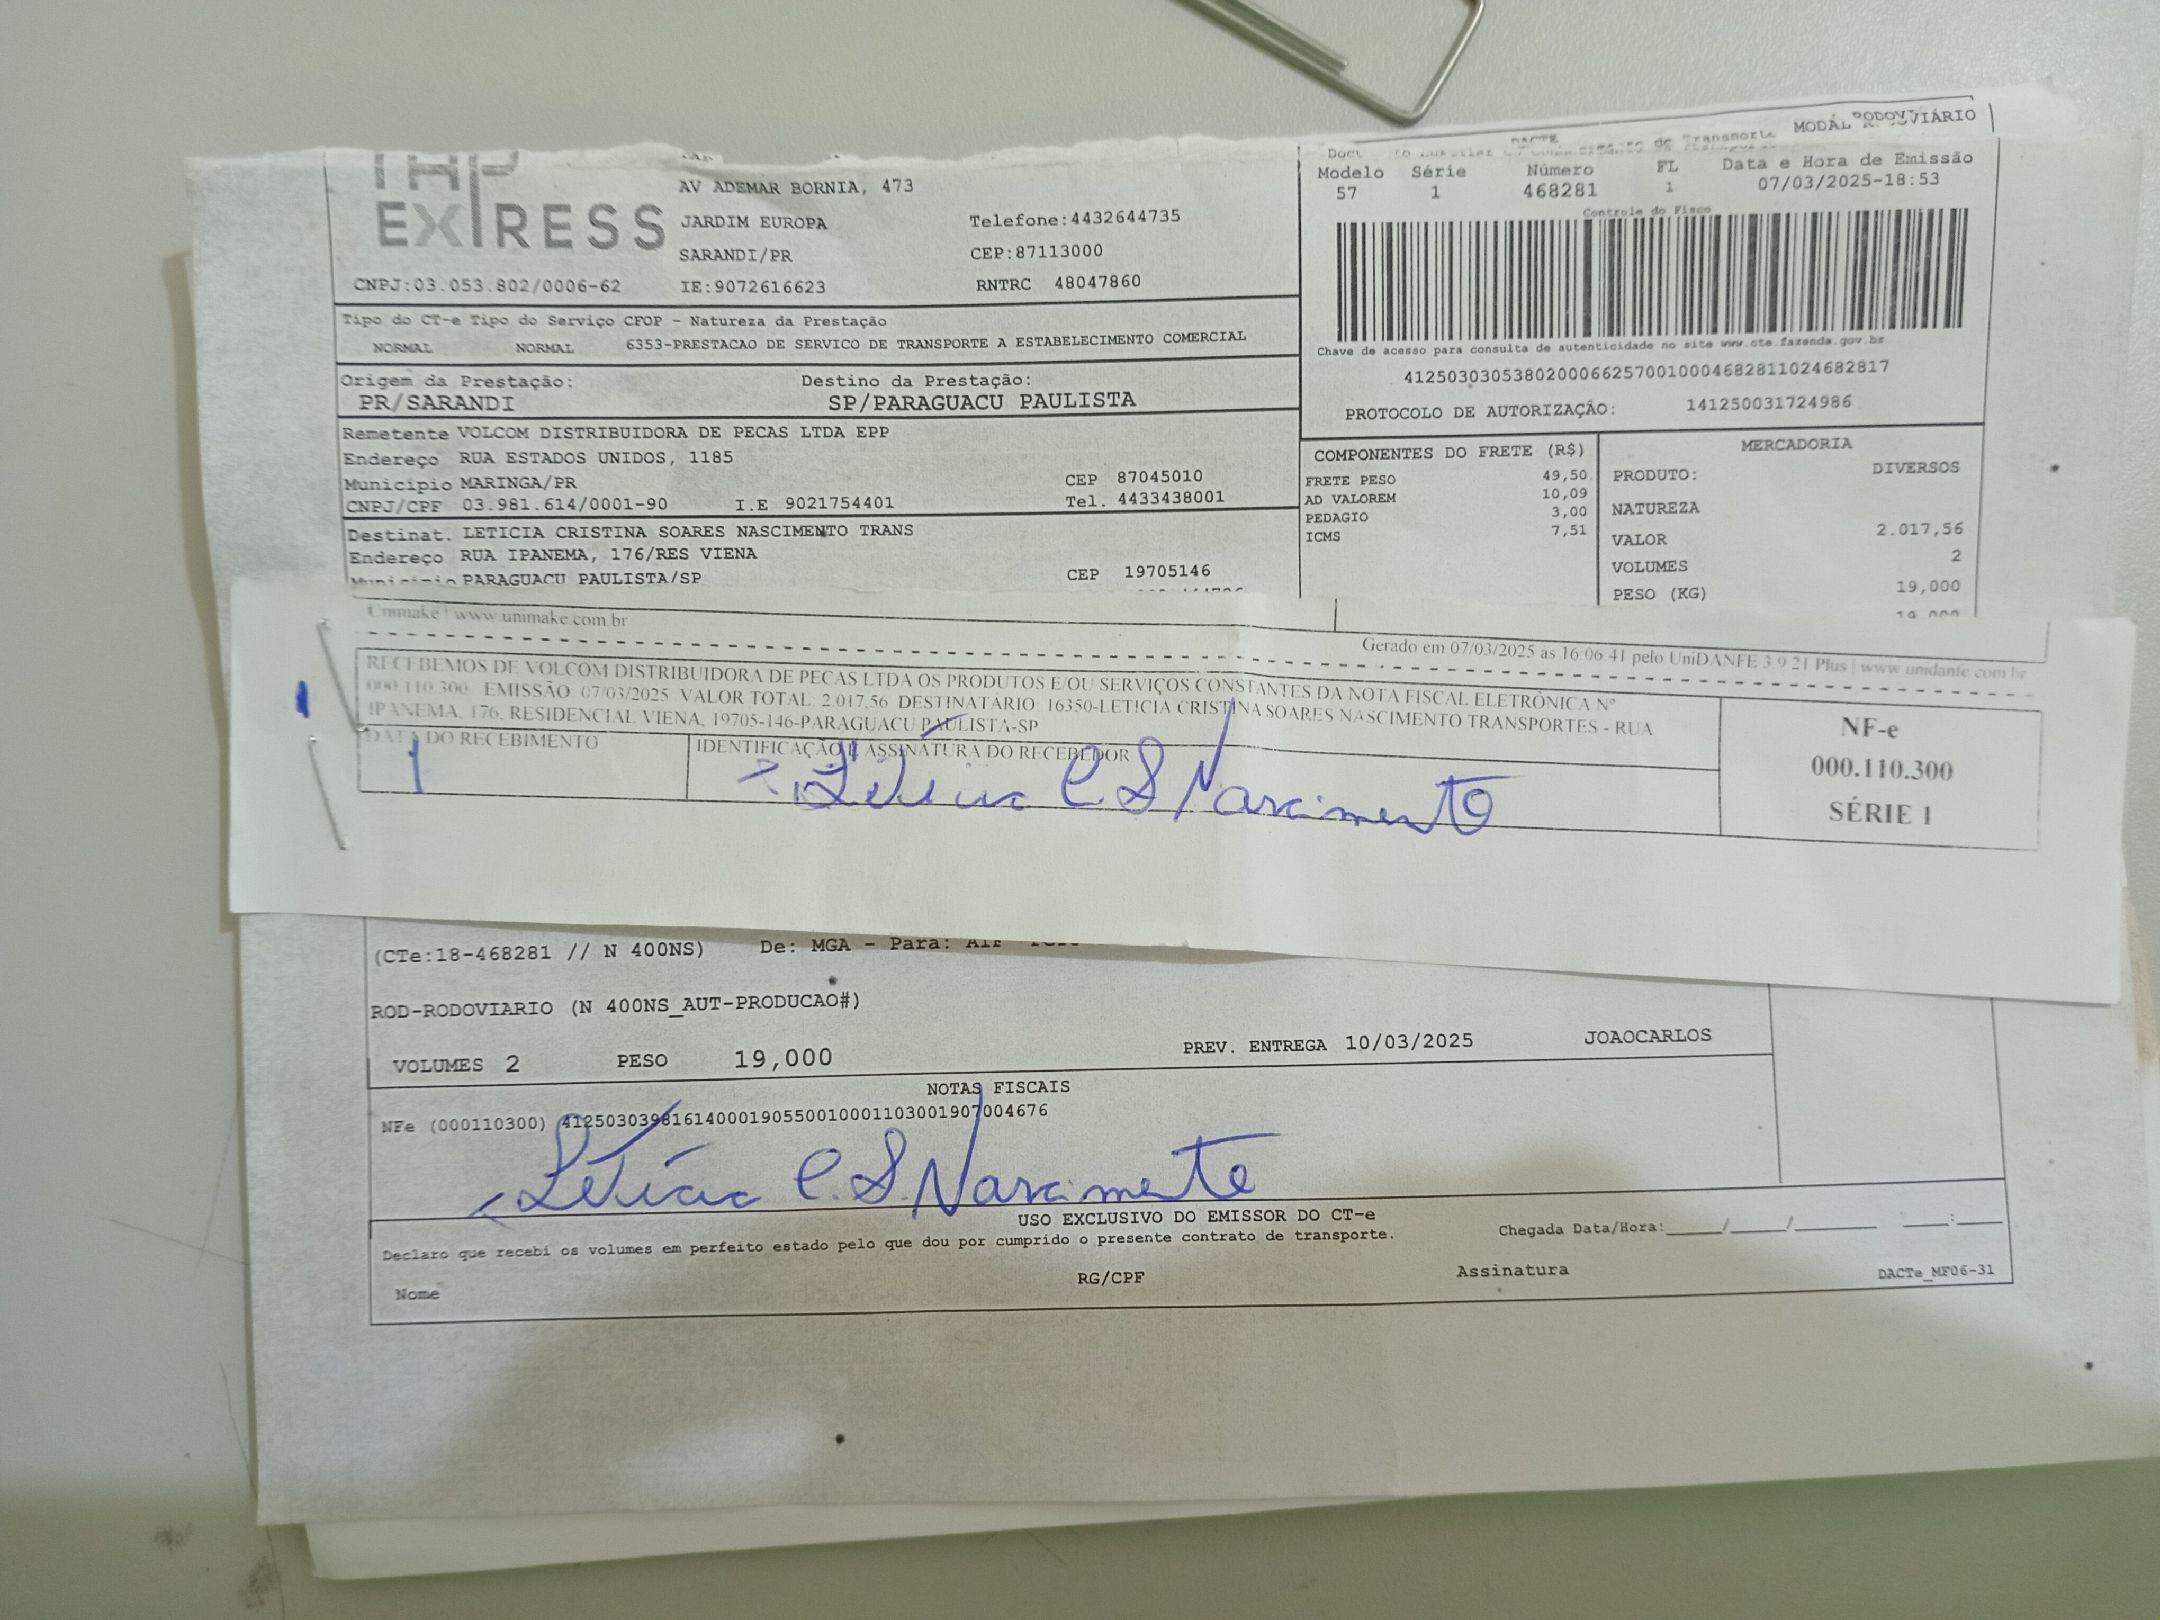 EXPRESS
AV ADEMAR BORNIA, 473
JARDIM EUROPA
Telefone:4432644735
SARANDI/PR
CEP:87113000
CNPJ:03.053.802/0006-62
IE:9072616623
RNTRC 48047860
MODAL RODOVIÁRIO
Modelo Série Número FL Data e Hora de Emissão
57 1 468281 1 07/03/2025-18:53
Controle do Fisco
Chave de acesso para consulta de autenticidade no site www.cte.fazenda.gov.br
41250303053802000662570010004682811024682817
PROTOCOLO DE AUTORIZAÇÃO: 141250031724986
Tipo do CT-e Tipo do Serviço CFOP - Natureza da Prestação
NORMAL NORMAL 6353-PRESTACAO DE SERVICO DE TRANSPORTE A ESTABELECIMENTO COMERCIAL
Origem da Prestação: Destino da Prestação:
PR/SARANDI SP/PARAGUACU PAULISTA
Remetente VOLCOM DISTRIBUIDORA DE PECAS LTDA EPP
Endereço RUA ESTADOS UNIDOS, 1185
Município MARINGA/PR CEP 87045010
CNPJ/CPF 03.981.614/0001-90 I.E 9021754401 Tel. 4433438001
Destinat. LETICIA CRISTINA SOARES NASCIMENTO TRANS
Endereço RUA IPANEMA, 176/RES VIENA
Município PARAGUACU PAULISTA/SP CEP 19705146
COMPONENTES DO FRETE (R$)
FRETE PESO 49,50
AD VALOREM 10,09
PEDAGIO 3,00
ICMS 7,51
MERCADORIA
PRODUTO: DIVERSOS
NATUREZA
VALOR 2.017,56
VOLUMES 2
PESO (KG) 19,000
19,000
Unimake | www.unimake.com.br
Gerado em 07/03/2025 às 16:06:41 pelo UniDANFE 3.9.21 Plus | www.unidanfe.com.br
RECEBEMOS DE VOLCOM DISTRIBUIDORA DE PECAS LTDA OS PRODUTOS E/OU SERVIÇOS CONSTANTES DA NOTA FISCAL ELETRÔNICA Nº
000.110.300 EMISSÃO: 07/03/2025 VALOR TOTAL: 2.017,56 DESTINATÁRIO: 16350-LETICIA CRISTINA SOARES NASCIMENTO TRANSPORTES - RUA
IPANEMA, 176, RESIDENCIAL VIENA, 19705-146-PARAGUACU PAULISTA-SP
DATA DO RECEBIMENTO
IDENTIFICAÇÃO E ASSINATURA DO RECEBEDOR
Letícia C. S Nascimento
NF-e
000.110.300
SÉRIE 1
(CTe:18-468281 // N 400NS) De: MGA - Para:
ROD-RODOVIARIO (N 400NS_AUT-PRODUCAO#)
VOLUMES 2 PESO 19,000 PREV. ENTREGA 10/03/2025 JOAOCARLOS
NOTAS FISCAIS
NFe (000110300) 41250303981614000190550010001103001907004676
Letícia C. S. Nascimento
USO EXCLUSIVO DO EMISSOR DO CT-e
Declaro que recebi os volumes em perfeito estado pelo que dou por cumprido o presente contrato de transporte.
Chegada Data/Hora:_____/_____/_______ ____:____
Nome RG/CPF Assinatura DACTe_MF06-31